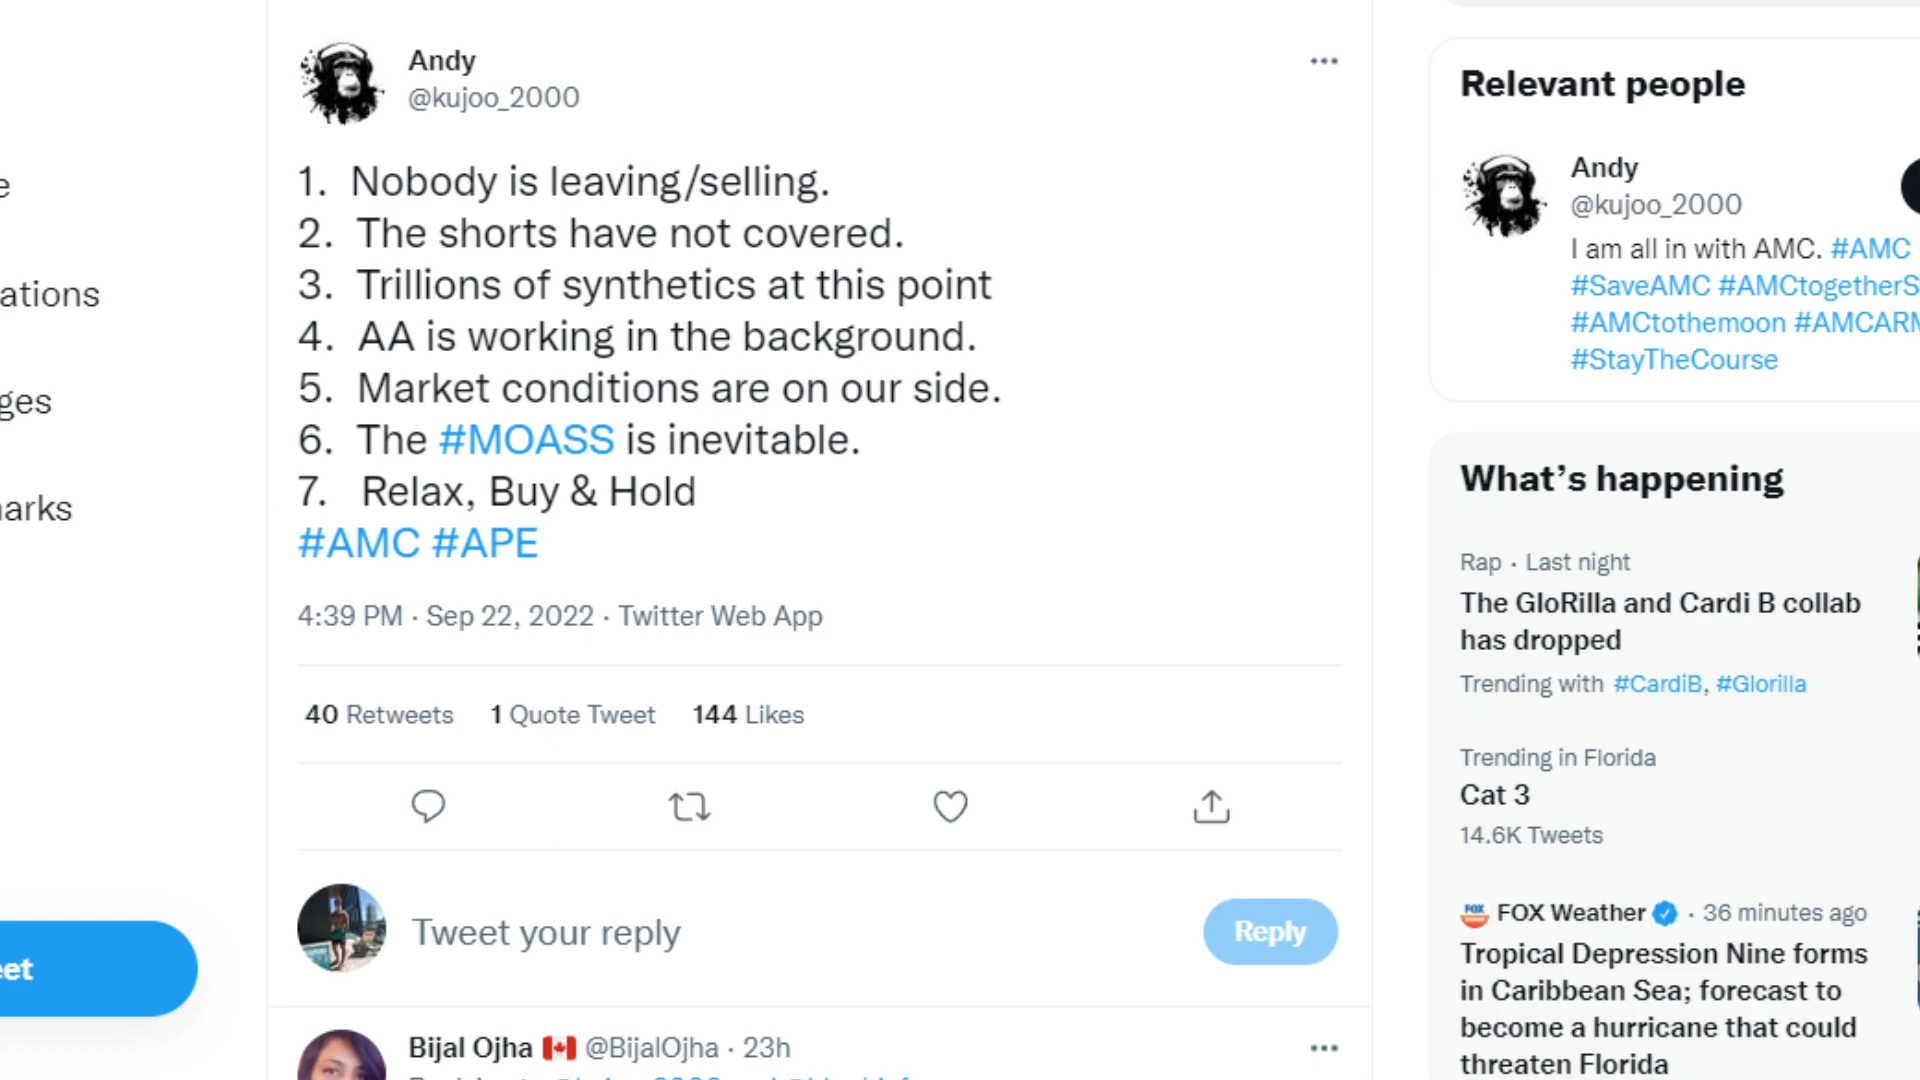 Andy
@kujoo_2000
1. Nobody is leaving/selling.
2. The shorts have not covered.
3. Trillions of synthetics at this point
4. AA is working in the background.
5. Market conditions are on our side.
6. The #MOASS is inevitable.
7. Relax, Buy & Hold
#AMC #APE
4:39 PM · Sep 22, 2022 · Twitter Web App
40 Retweets 1 Quote Tweet 144 Likes
Tweet your reply
Reply
Bijal Ojha @BijalOjha · 23h
Relevant people
Andy
@kujoo_2000
I am all in with AMC. #AMC
#SaveAMC #AMCtogetherS
#AMCtothemoon #AMCARM
#StayTheCourse
What's happening
Rap · Last night
The GloRilla and Cardi B collab
has dropped
Trending with #CardiB, #Glorilla
Trending in Florida
Cat 3
14.6K Tweets
FOX Weather · 36 minutes ago
Tropical Depression Nine forms
in Caribbean Sea; forecast to
become a hurricane that could
threaten Florida
e
ations
ges
arks
eet